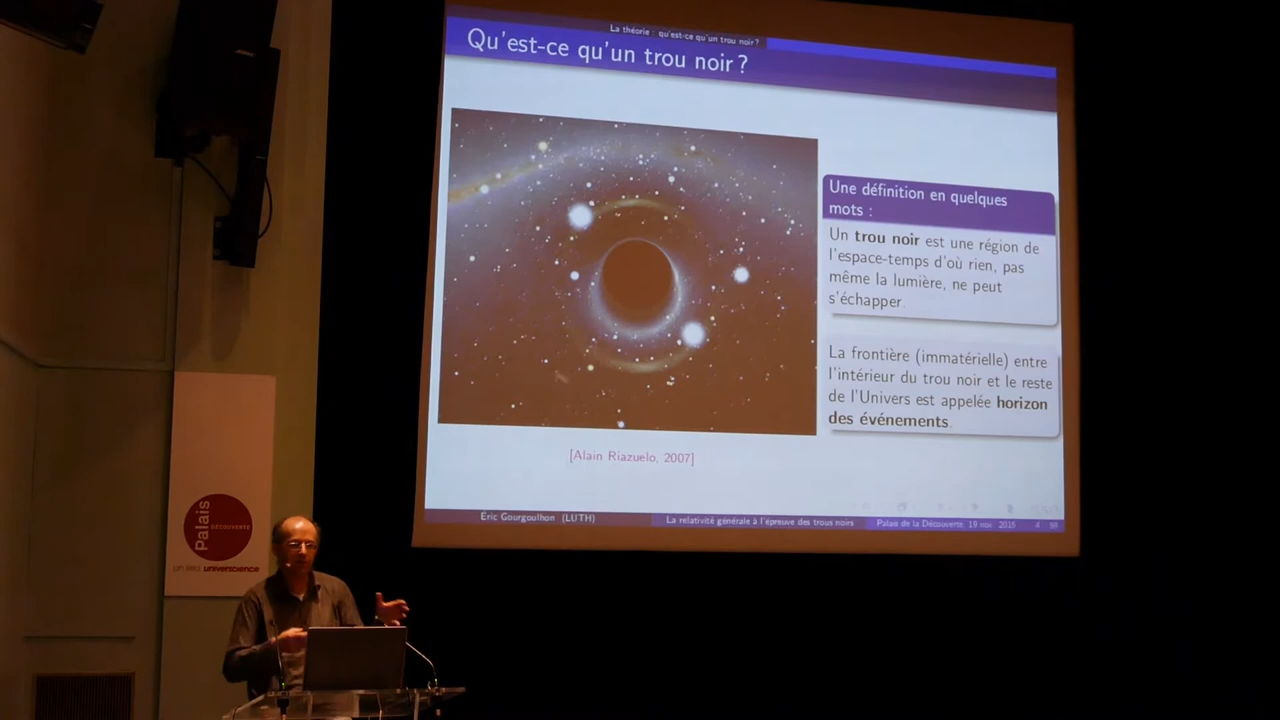 La théorie : qu'est-ce qu'un trou noir ?
Qu'est-ce qu'un trou noir ?
Une définition en quelques
mots :
Un trou noir est une région de
l'espace-temps d'où rien, pas
même la lumière, ne peut
s'échapper.
La frontière (immatérielle) entre
l'intérieur du trou noir et le reste
de l'Univers est appelée horizon
des événements.
[Alain Riazuelo, 2007]
Éric Gourgoulhon (LUTH)
La relativité générale à l'épreuve des trous noirs
Palais de la Découverte, 19 nov. 2015
Palais
DÉCOUVERTE
un lieu universcience